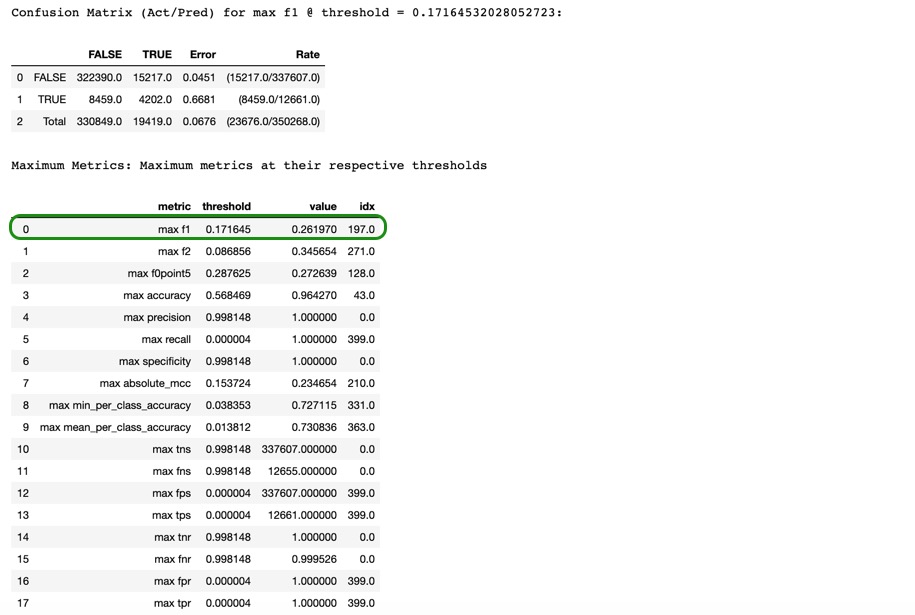 Confusion Matrix (Act/Pred) for max f1 @ threshold = 0.17164532028052723:
FALSE TRUE Error Rate
0 FALSE 322390.0 15217.0 0.0451 (15217.0/337607.0)
1 TRUE 8459.0 4202.0 0.6681 (8459.0/12661.0)
2 Total 330849.0 19419.0 0.0676 (23676.0/350268.0)
Maximum Metrics: Maximum metrics at their respective thresholds
metric threshold value idx
0 max f1 0.171645 0.261970 197.0
1 max f2 0.086856 0.345654 271.0
2 max f0point5 0.287625 0.272639 128.0
3 max accuracy 0.568469 0.964270 43.0
4 max precision 0.998148 1.000000 0.0
5 max recall 0.000004 1.000000 399.0
6 max specificity 0.998148 1.000000 0.0
7 max absolute_mcc 0.153724 0.234654 210.0
8 max min_per_class_accuracy 0.038353 0.727115 331.0
9 max mean_per_class_accuracy 0.013812 0.730836 363.0
10 max tns 0.998148 337607.000000 0.0
11 max fns 0.998148 12655.000000 0.0
12 max fps 0.000004 337607.000000 399.0
13 max tps 0.000004 12661.000000 399.0
14 max tnr 0.998148 1.000000 0.0
15 max fnr 0.998148 0.999526 0.0
16 max fpr 0.000004 1.000000 399.0
17 max tpr 0.000004 1.000000 399.0